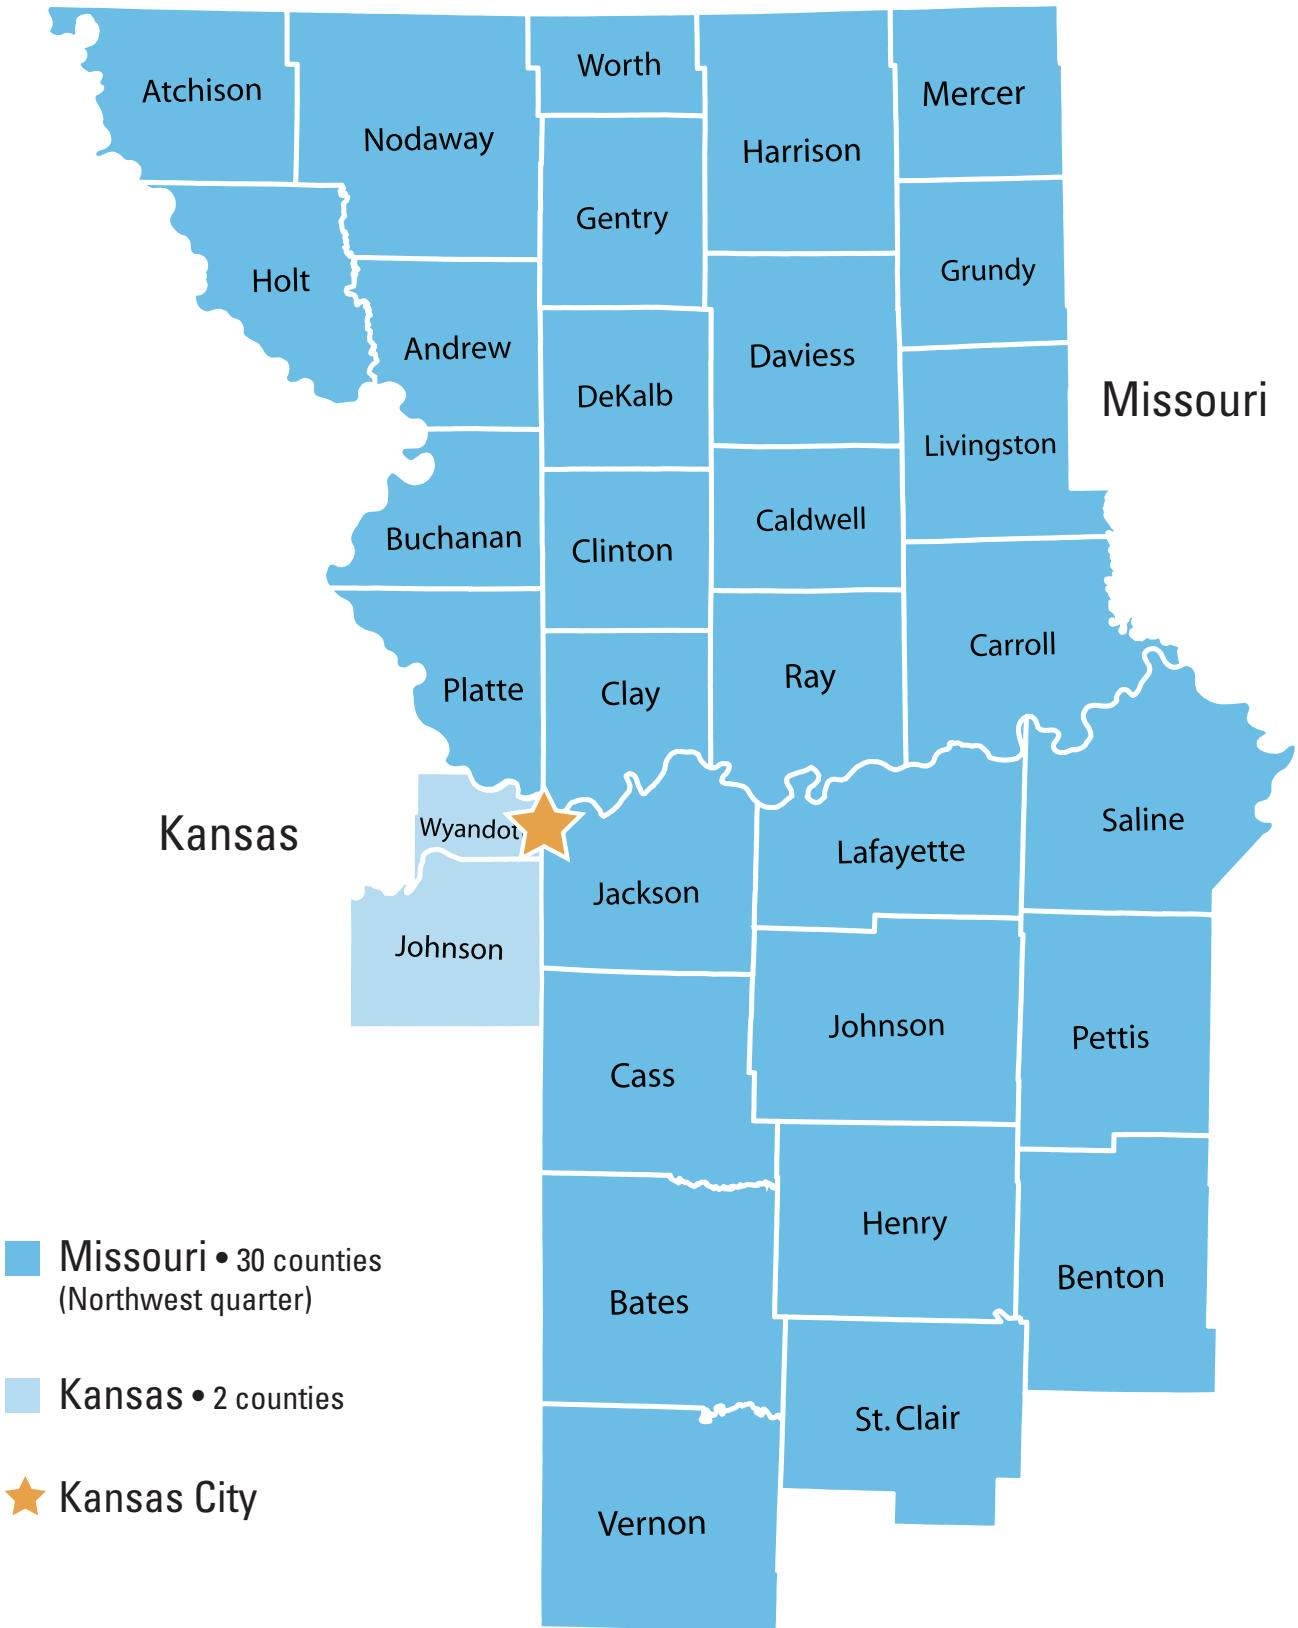 Worth
Atchison
Mercer
Nodaway
Harrison
Gentry
Grundy
Holt
Andrew
Daviess
DeKalb
Missouri
Livingston
Caldwell
Buchanan
Clinton
Carroll
Ray
Platte
Clay
Kansas
Wyandot
Saline
Lafayette
Jackson
Johnson
Johnson
Pettis
Cass
Henry
Missouri • 30 counties
(Northwest quarter)
Benton
Bates
Kansas • 2 counties
St. Clair
Kansas City
Vernon